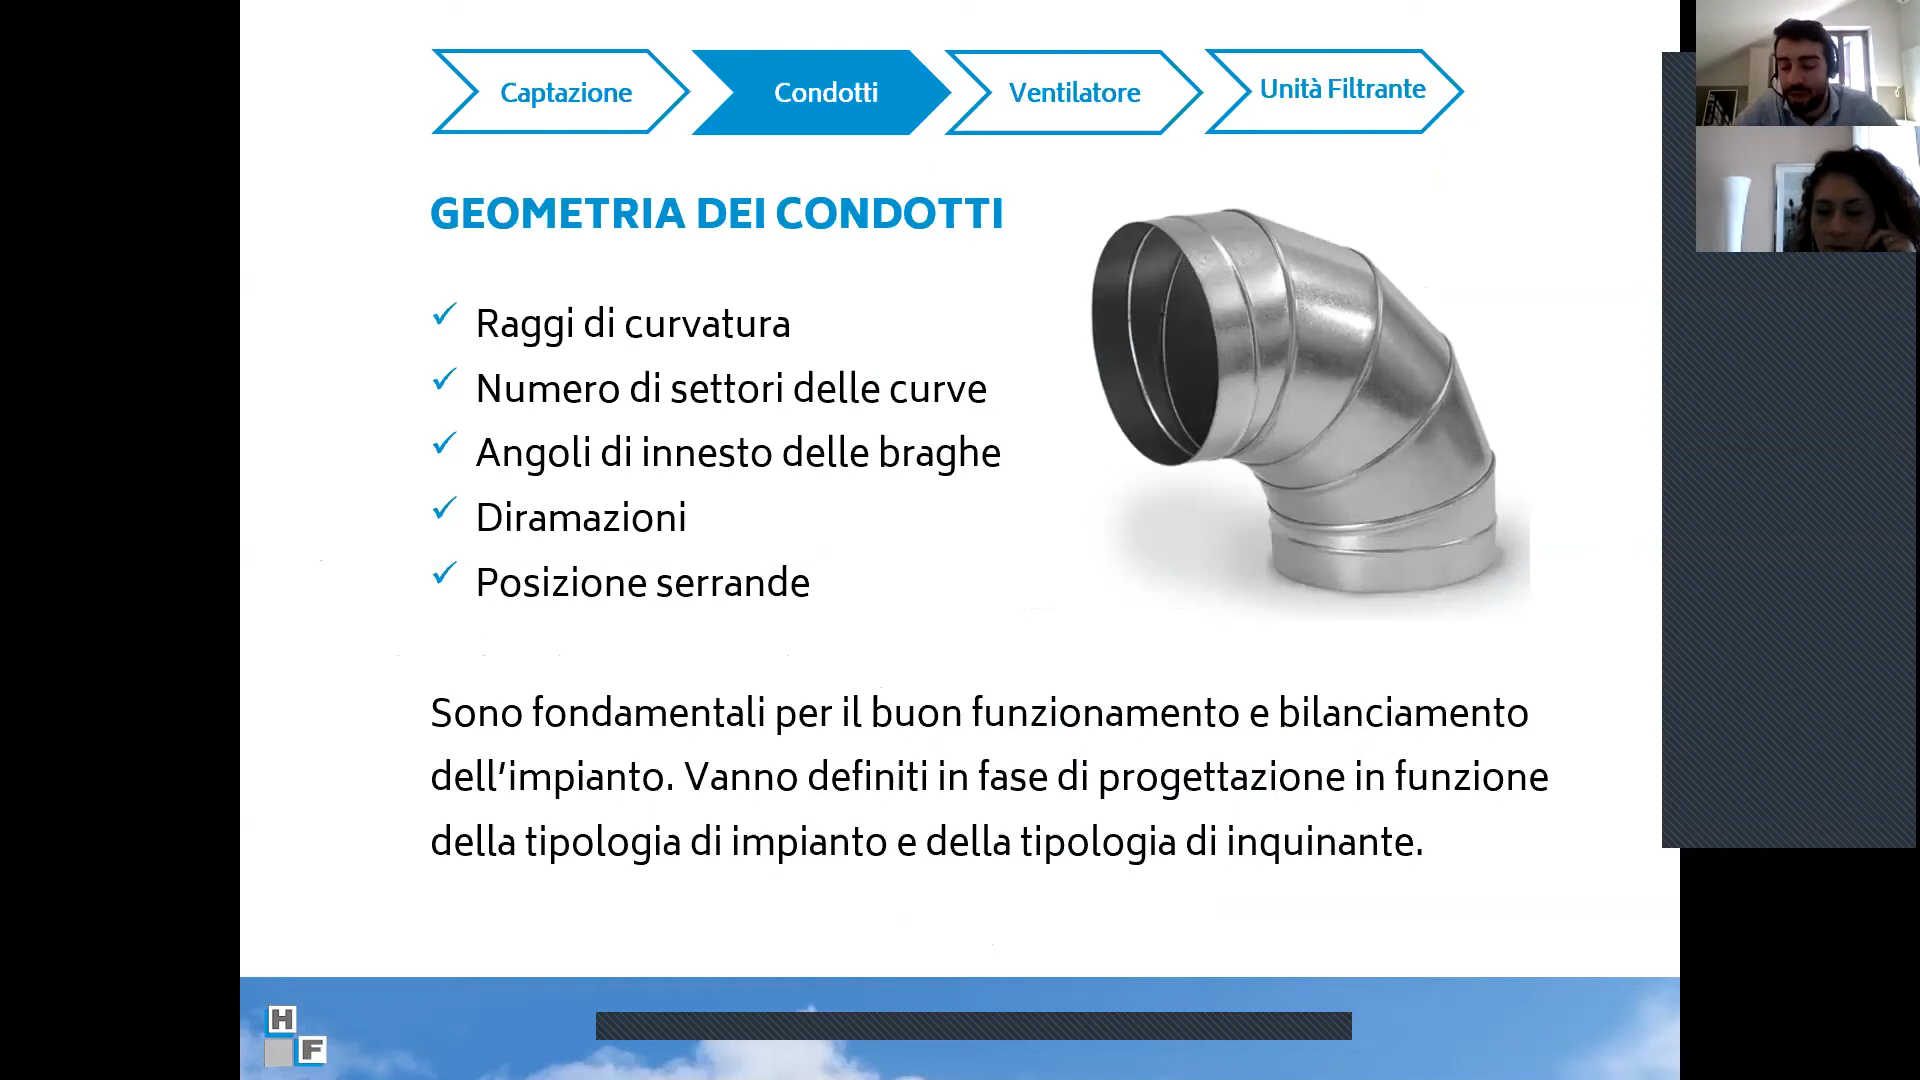 Captazione
Condotti
Ventilatore
Unità Filtrante
GEOMETRIA DEI CONDOTTI
Raggi di curvatura
Numero di settori delle curve
Angoli di innesto delle braghe
Diramazioni
Posizione serrande
Sono fondamentali per il buon funzionamento e bilanciamento
dell’impianto. Vanno definiti in fase di progettazione in funzione
della tipologia di impianto e della tipologia di inquinante.
H
F